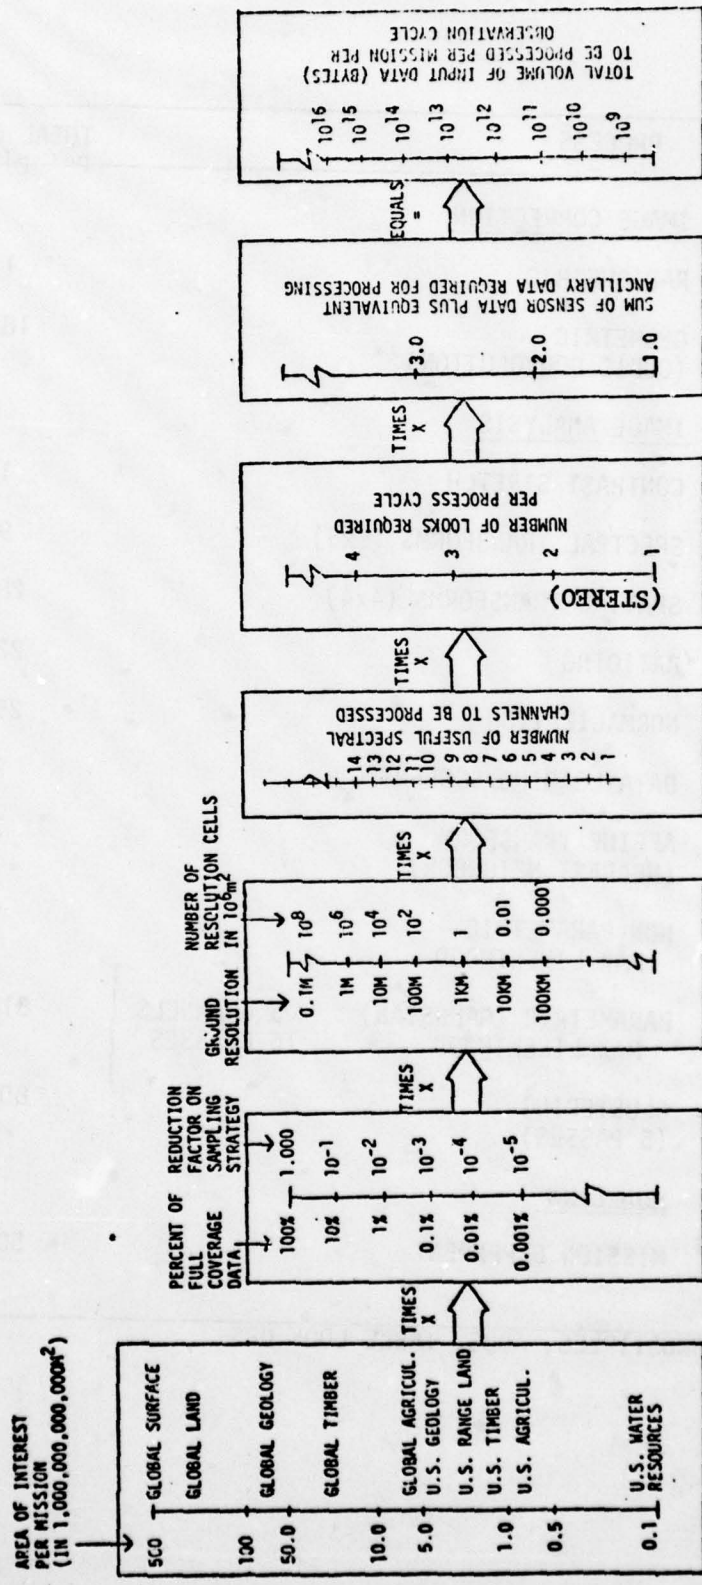 AREA OF INTEREST
PER MISSION
(IN 1,000,000,000,000M²)
500
100
50.0
10.0
5.0
1.0
0.5
0.1
GLOBAL SURFACE
GLOBAL LAND
GLOBAL GEOLOGY
GLOBAL TIMBER
GLOBAL AGRICUL.
U.S. GEOLOGY
U.S. RANGE LAND
U.S. TIMBER
U.S. AGRICUL.
U.S. WATER
RESOURCES
TIMES
X
PERCENT OF
FULL
COVERAGE
DATA
100%
10%
1%
0.1%
0.01%
0.001%
REDUCTION
FACTOR ON
SAMPLING
STRATEGY
1.000
10⁻¹
10⁻²
10⁻³
10⁻⁴
10⁻⁵
TIMES
X
GROUND
RESOLUTION
0.1M
1M
10M
100M
1KM
10KM
100KM
NUMBER OF
RESOLUTION CELLS
IN 10⁶m²
10⁸
10⁶
10⁴
10²
1
0.01
0.0001
TIMES
X
14
13
12
11
10
9
8
7
6
5
4
3
2
1
NUMBER OF USEFUL SPECTRAL
CHANNELS TO BE PROCESSED
TIMES
X
4
3
2
1
(STEREO)
NUMBER OF LOOKS REQUIRED
PER PROCESS CYCLE
TIMES
X
3.0
2.0
1.0
SUM OF SENSOR DATA PLUS EQUIVALENT
ANCILLARY DATA REQUIRED FOR PROCESSING
EQUALS
=
10¹⁶
10¹⁵
10¹⁴
10¹³
10¹²
10¹¹
10¹⁰
10⁹
TOTAL VOLUME OF INPUT DATA (BYTES)
TO BE PROCESSED PER MISSION PER
OBSERVATION CYCLE